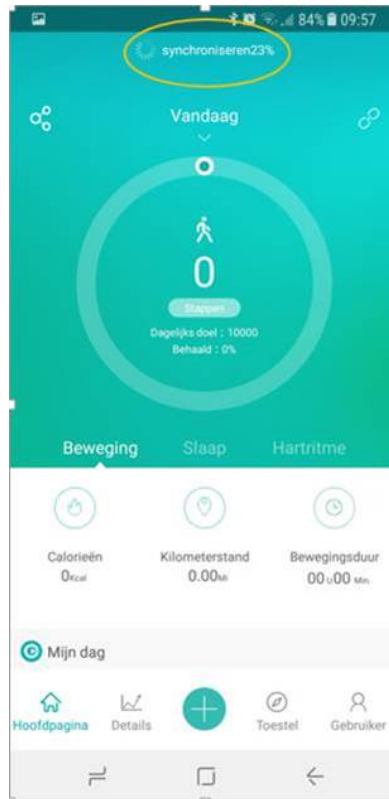 84% 09:57
synchroniseren23%
Vandaag
0
Stappen
Dagelijks doel : 10000
Behaald : 0%
Beweging Slaap Hartritme
Calorieën Kilometerstand Bewegingsduur
0Kcal 0.00Mi 00 U 00 Min.
Mijn dag
Hoofdpagina Details Toestel Gebruiker